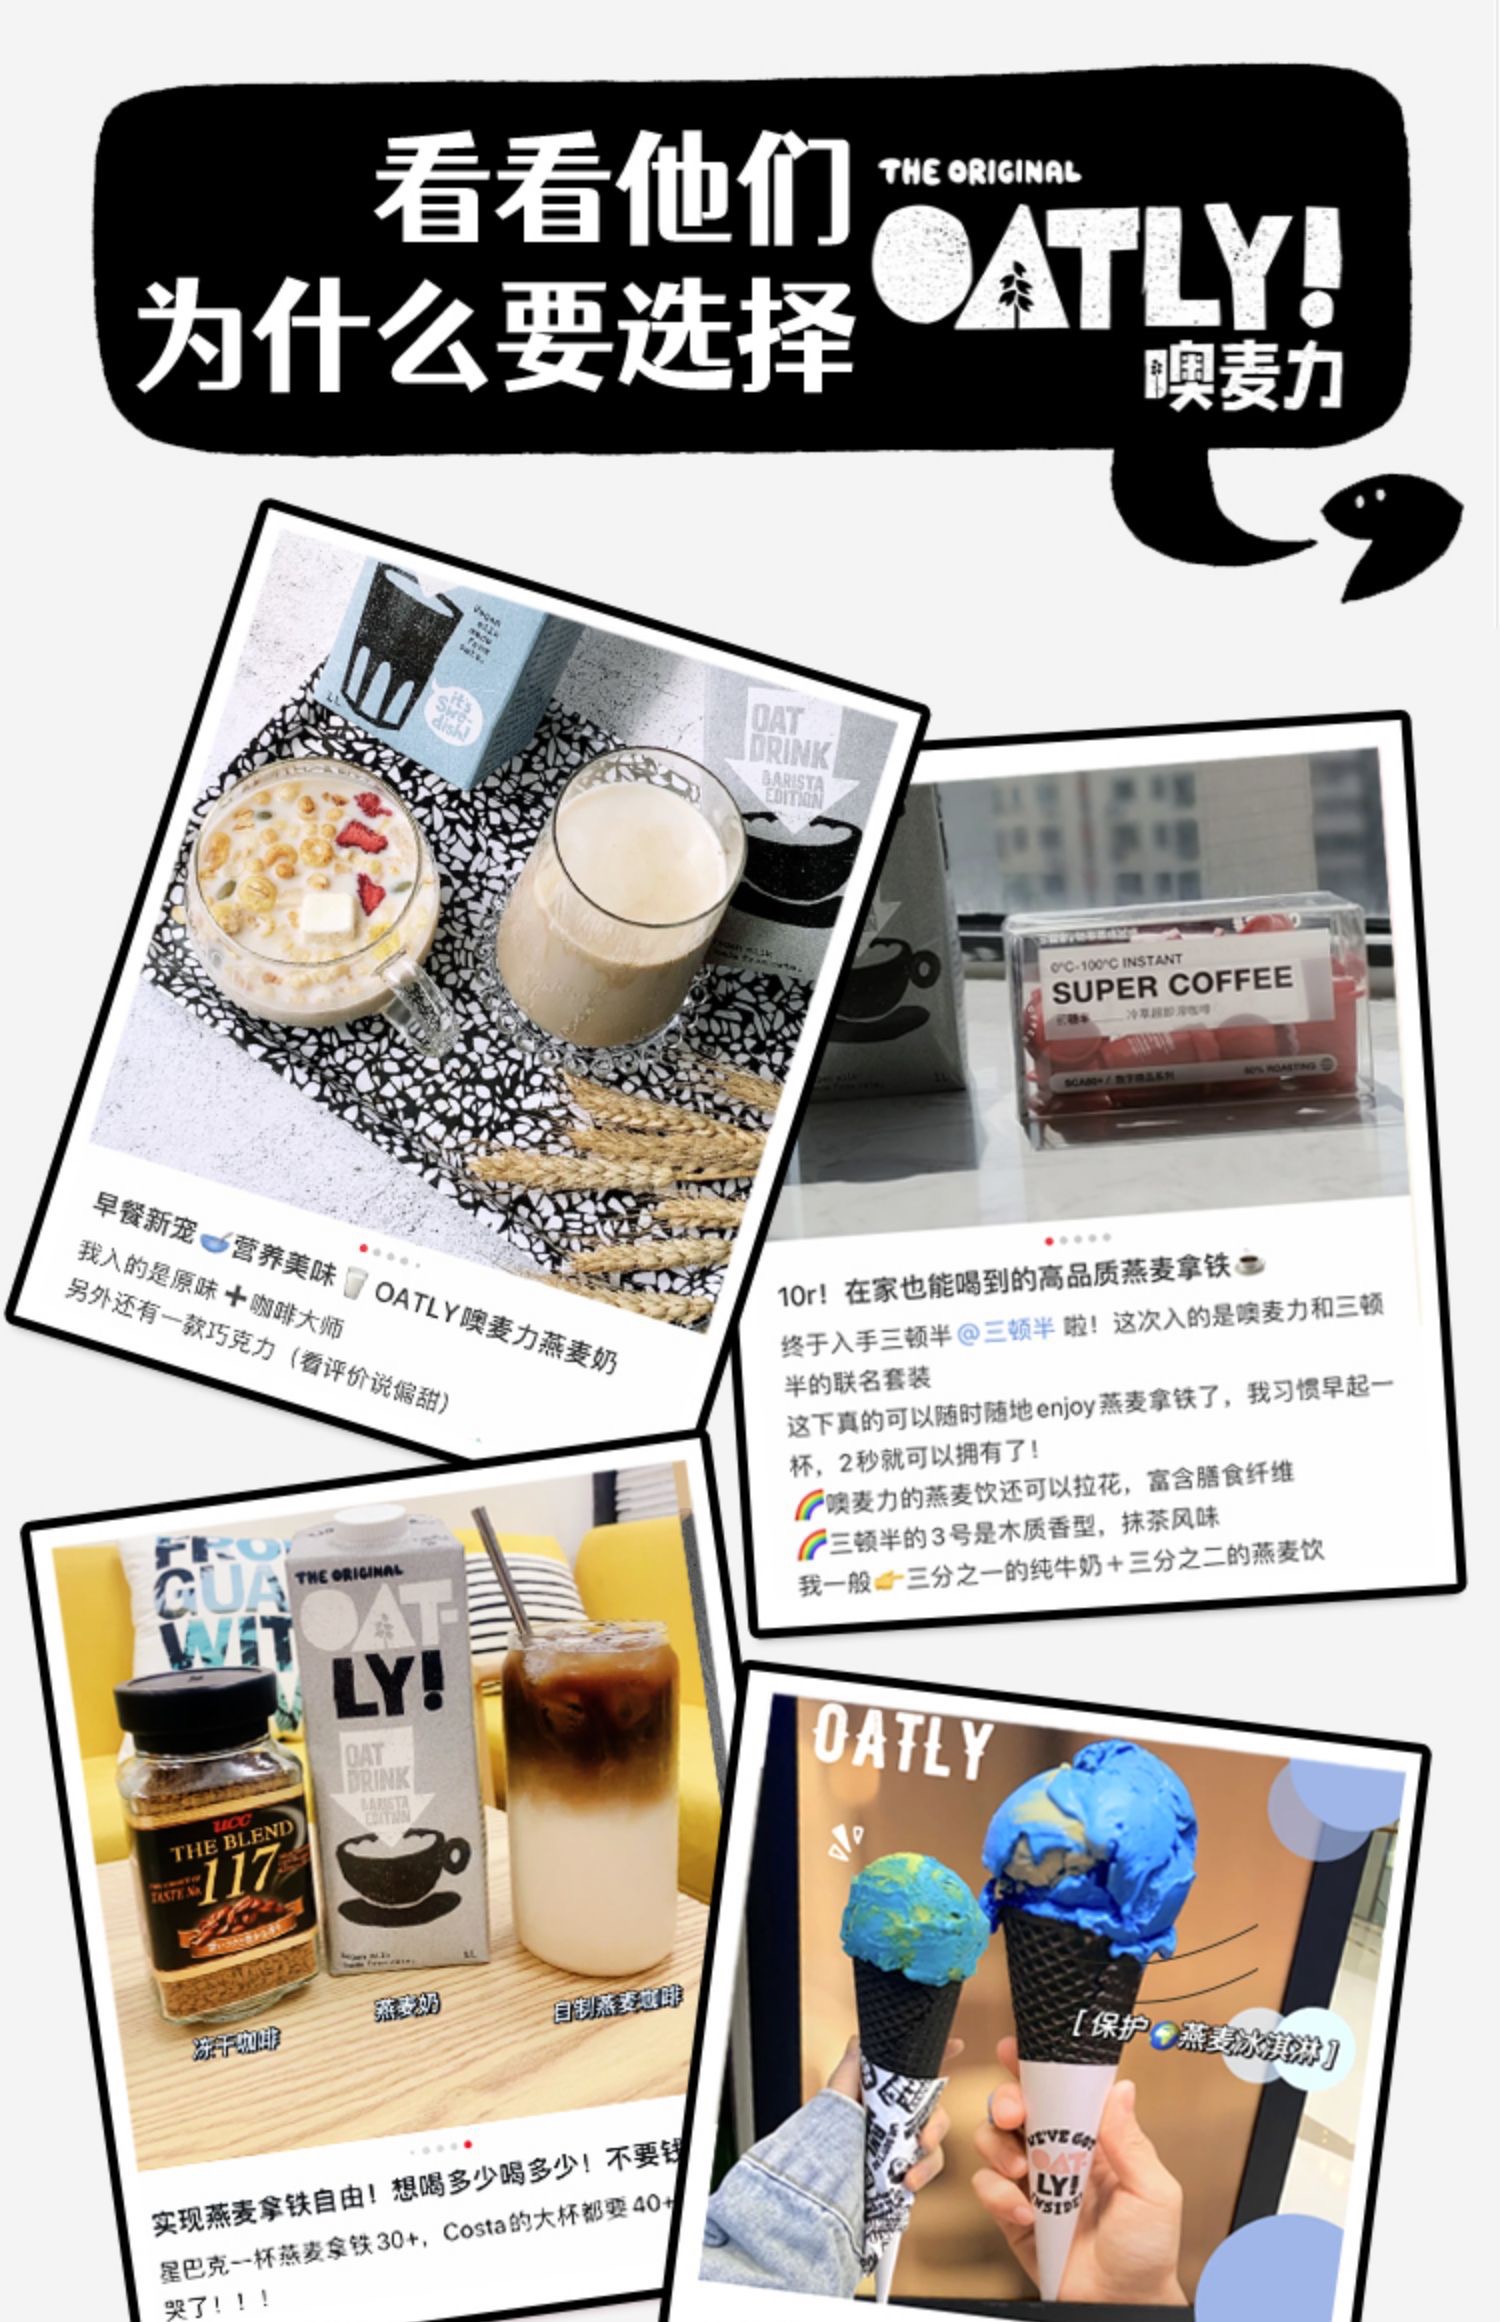 看看他们
为什么要选择
THE ORIGINAL
OATLY!
噢麦力
it's
Swe-
dish!
OAT
DRINK
BARISTA
EDITION
早餐新宠🥣营养美味🥛OATLY噢麦力燕麦奶
我入的是原味➕咖啡大师
另外还有一款巧克力（看评价说偏甜）
0°C-100°C INSTANT
SUPER COFFEE
60% ROASTING
10r！在家也能喝到的高品质燕麦拿铁☕
终于入手三顿半@三顿半 啦！这次入的是噢麦力和三顿
半的联名套装
这下真的可以随时随地enjoy燕麦拿铁了，我习惯早起一
杯，2秒就可以拥有了！
🌈噢麦力的燕麦饮还可以拉花，富含膳食纤维
🌈三顿半的3号是木质香型，抹茶风味
我一般👉三分之一的纯牛奶＋三分之二的燕麦饮
GUA
WIT
THE ORIGINAL
OAT-
LY!
OAT
DRINK
BARISTA
EDITION
UCC
THE BLEND
117
TASTE No.
冻干咖啡
燕麦奶
自制燕麦咖啡
实现燕麦拿铁自由！想喝多少喝多少！不要钱
星巴克一杯燕麦拿铁30+，Costa的大杯都要40+
哭了！！！
OATLY
[ 保护🌍燕麦冰淇淋 ]
WE'VE GOT
OAT-
LY!
INSIDE!